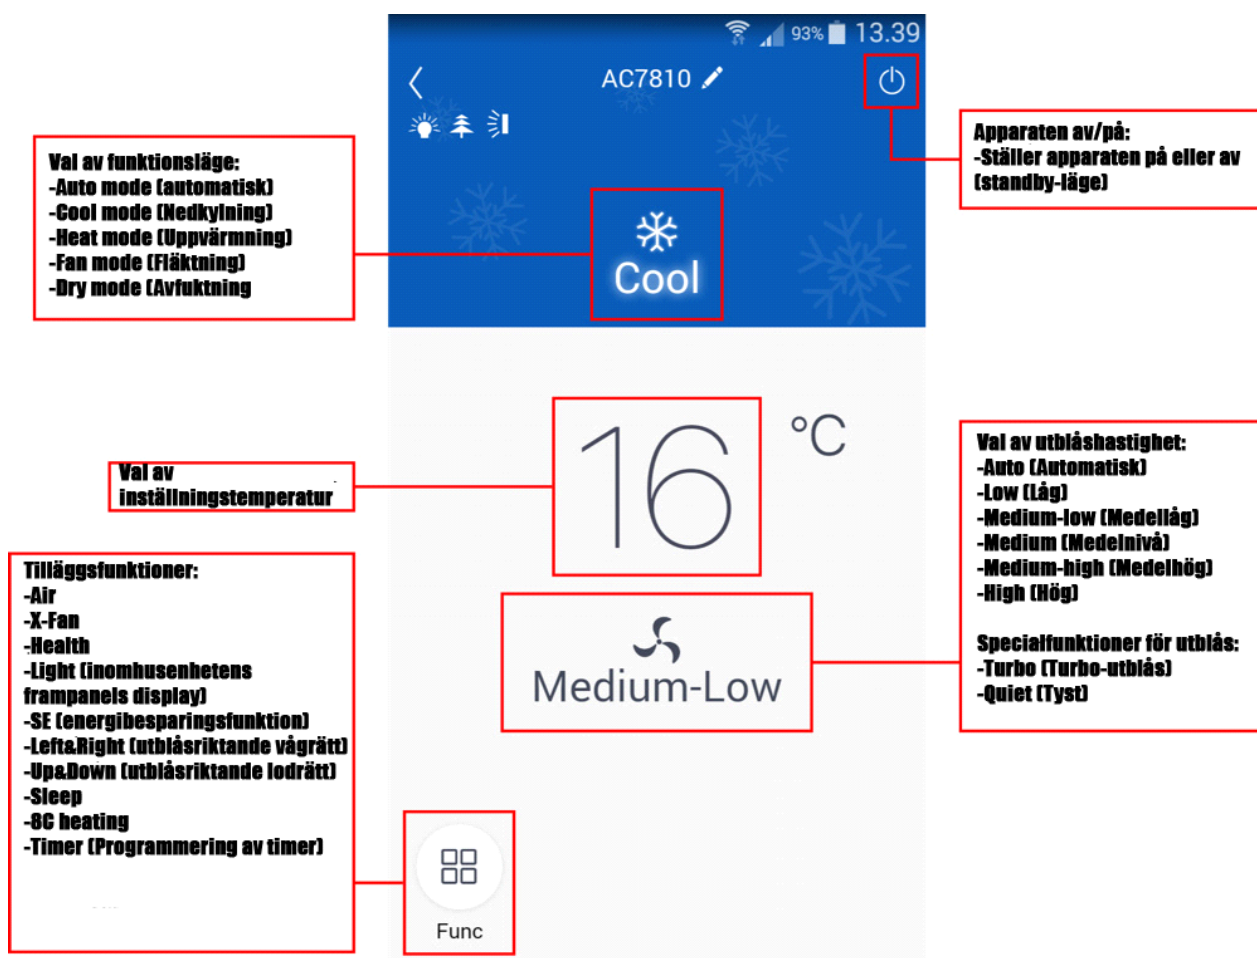 93% 13.39
AC7810
Val av funktionsläge:
-Auto mode (automatisk)
-Cool mode (Nedkylning)
-Heat mode (Uppvärmning)
-Fan mode (Fläktning)
-Dry mode (Avfuktning
Apparaten av/på:
-Ställer apparaten på eller av
(standby-läge)
Cool
16 °C
Val av
inställningstemperatur
Val av utblåshastighet:
-Auto (Automatisk)
-Low (Låg)
-Medium-low (Medellåg)
-Medium (Medelnivå)
-Medium-high (Medelhög)
-High (Hög)
Specialfunktioner för utblås:
-Turbo (Turbo-utblås)
-Quiet (Tyst)
Medium-Low
Tilläggsfunktioner:
-Air
-X-Fan
-Health
-Light (inomhusenhetens
frampanels display)
-SE (energibesparingsfunktion)
-Left&Right (utblåsriktande vågrätt)
-Up&Down (utblåsriktande lodrätt)
-Sleep
-8C heating
-Timer (Programmering av timer)
Func